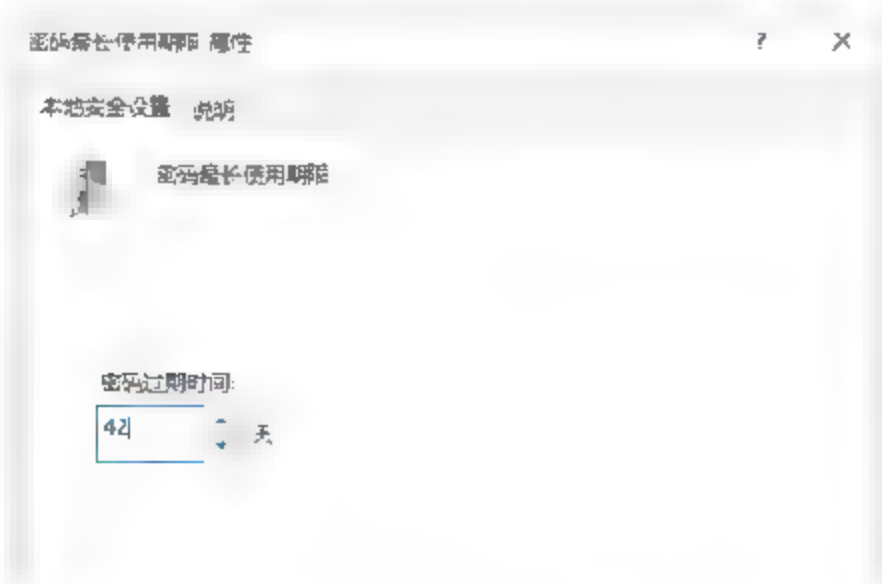 密码最长使用期限 属性 ? ×
本地安全设置 说明
密码最长使用期限
密码过期时间:
42 天